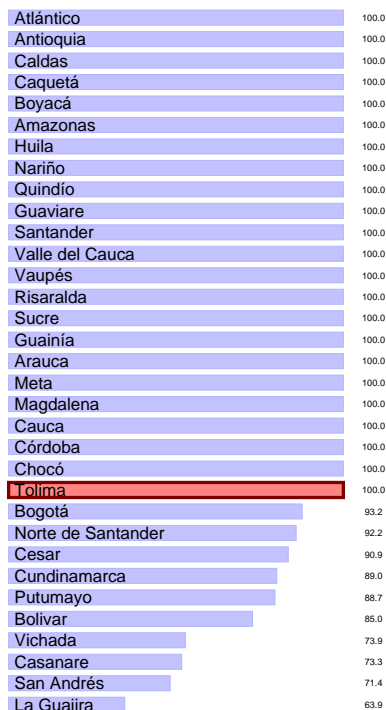 Atlántico 100.0
Antioquia 100.0
Caldas 100.0
Caquetá 100.0
Boyacá 100.0
Amazonas 100.0
Huila 100.0
Nariño 100.0
Quindío 100.0
Guaviare 100.0
Santander 100.0
Valle del Cauca 100.0
Vaupés 100.0
Risaralda 100.0
Sucre 100.0
Guainía 100.0
Arauca 100.0
Meta 100.0
Magdalena 100.0
Cauca 100.0
Córdoba 100.0
Chocó 100.0
Tolima 100.0
Bogotá 93.2
Norte de Santander 92.2
Cesar 90.9
Cundinamarca 89.0
Putumayo 88.7
Bolivar 85.0
Vichada 73.9
Casanare 73.3
San Andrés 71.4
La Guajira 63.9